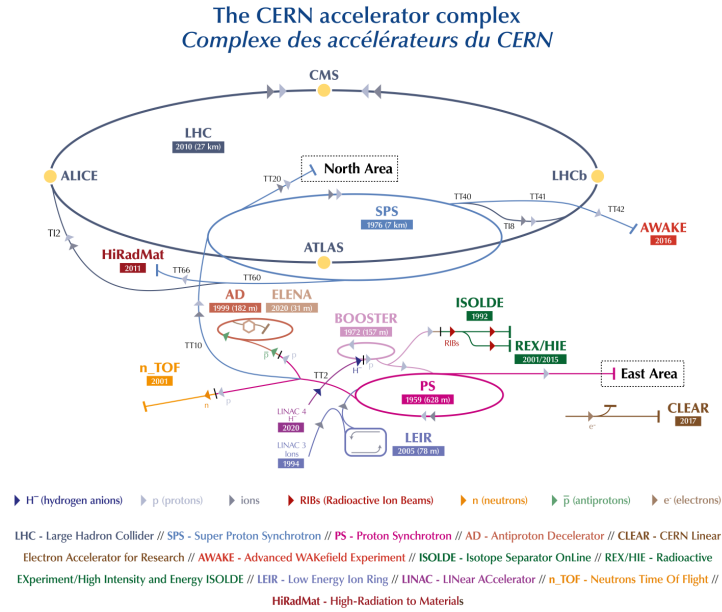 The CERN accelerator complex
Complexe des accélérateurs du CERN
CMS
LHC
2010 (27 km)
North Area
TT20
ALICE
LHCb
TT40
TT41
SPS
1976 (7 km)
TT42
TI2
TI8
AWAKE
2016
HiRadMat
2011
ATLAS
TT66
TT60
AD
1999 (182 m)
ELENA
2020 (31 m)
ISOLDE
1992
BOOSTER
1972 (157 m)
RIBs
REX/HIE
2001/2015
TT10
p
p
n_TOF
2001
TT2
H⁻
p
East Area
PS
1959 (628 m)
n
p
LINAC 4
H⁻
2020
CLEAR
2017
e⁻
LEIR
2005 (78 m)
LINAC 3
Ions
1994
H⁻ (hydrogen anions)
p (protons)
ions
RIBs (Radioactive Ion Beams)
n (neutrons)
p̅ (antiprotons)
e⁻ (electrons)
LHC - Large Hadron Collider // SPS - Super Proton Synchrotron // PS - Proton Synchrotron // AD - Antiproton Decelerator // CLEAR - CERN Linear
Electron Accelerator for Research // AWAKE - Advanced WAKefield Experiment // ISOLDE - Isotope Separator OnLine // REX/HIE - Radioactive
EXperiment/High Intensity and Energy ISOLDE // LEIR - Low Energy Ion Ring // LINAC - LINear ACcelerator // n_TOF - Neutrons Time Of Flight //
HiRadMat - High-Radiation to Materials